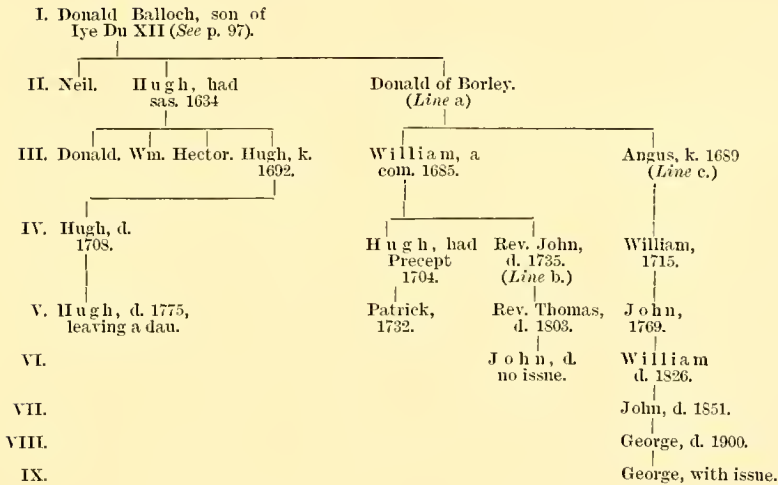 I. Donald Balloch, son of
Iye Du XII (See p. 97).
II. Neil. Hugh, had Donald of Borley.
sas. 1634 (Line a)
III. Donald. Wm. Hector. Hugh, k. William, a Angus, k. 1689
1692. com. 1685. (Line c.)
IV. Hugh, d.
1708. Hugh, had Rev. John, William,
Precept d. 1735. 1715.
1704. (Line b.)
V. Hugh, d. 1775, Patrick, Rev. Thomas, John,
leaving a dau. 1732. d. 1803. 1769.
VI. John, d. William
no issue. d. 1826.
VII. John, d. 1851.
VIII. George, d. 1900.
IX. George, with issue.